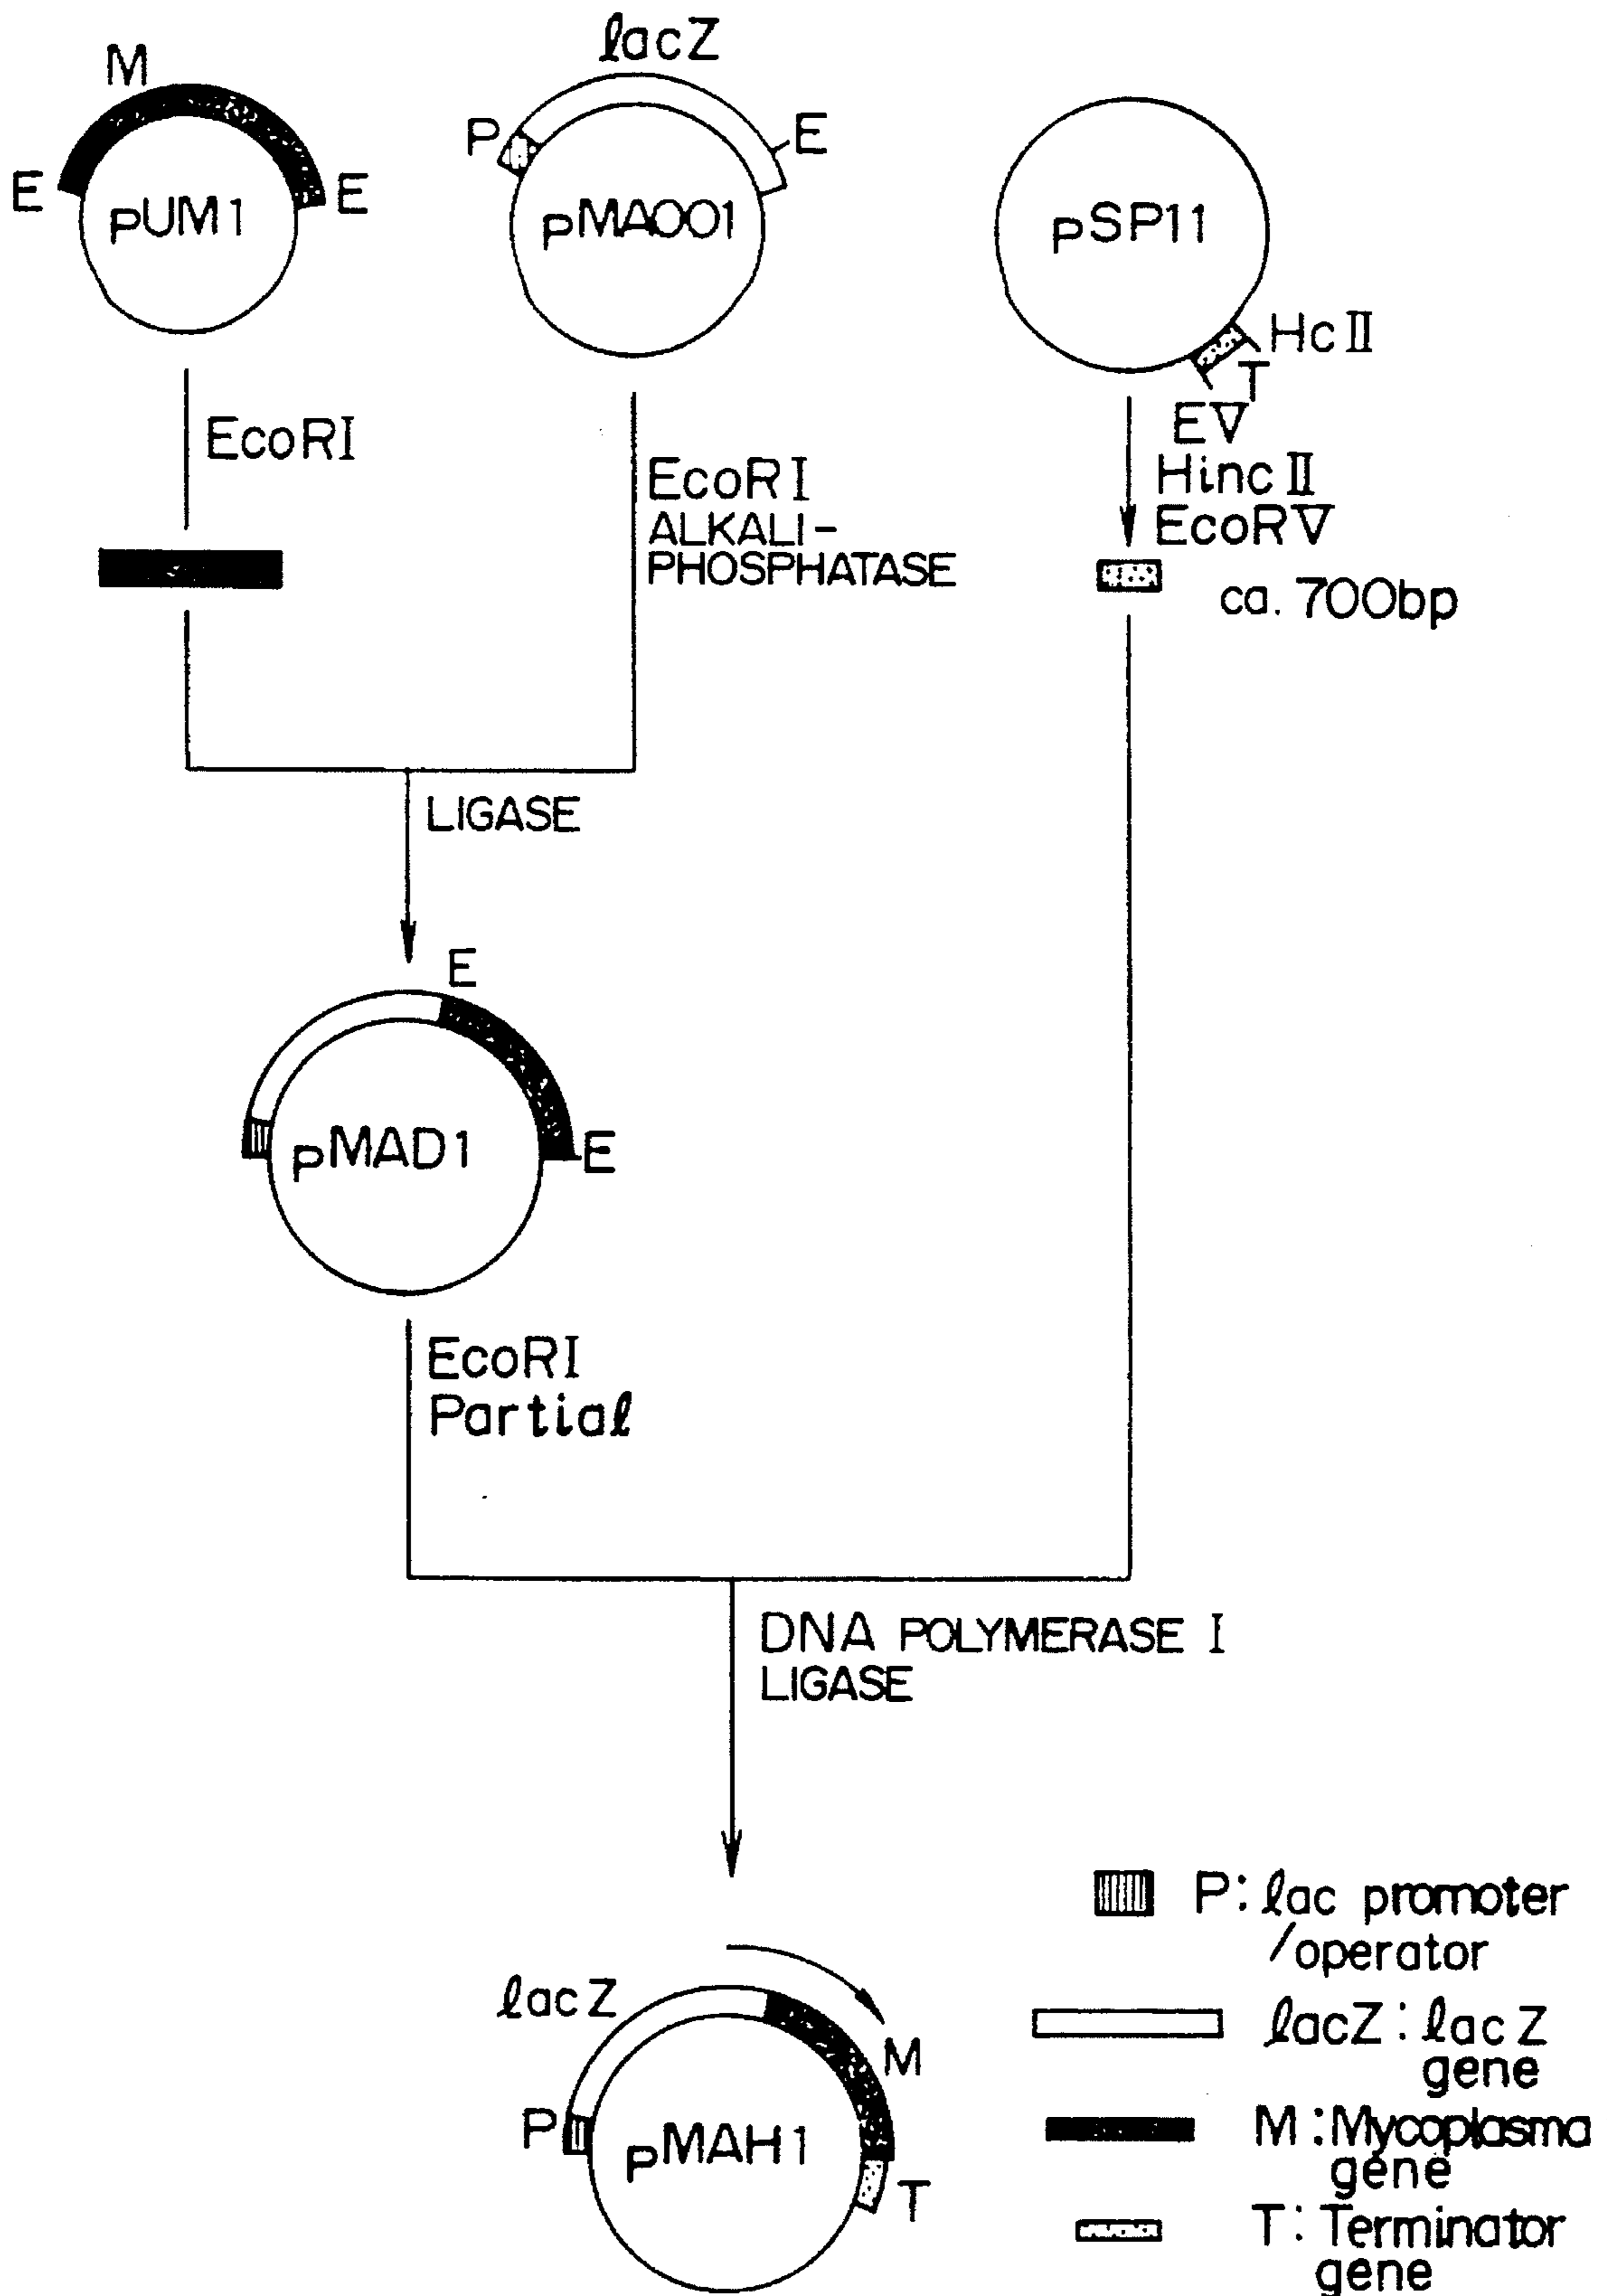 M
lacZ
P
E
E
E
pUM1
pMA001
pSP11
HcII
T
EV
EcoRI
EcoRI
ALKALI-
PHOSPHATASE
HincII
EcoRV
ca. 700bp
LIGASE
E
pMAD1
E
EcoRI
Partial
DNA POLYMERASE I
LIGASE
lacZ
M
P
pMAH1
T
P: lac promoter
/operator
lacZ: lacZ
gene
M: Mycoplasma
gene
T: Terminator
gene